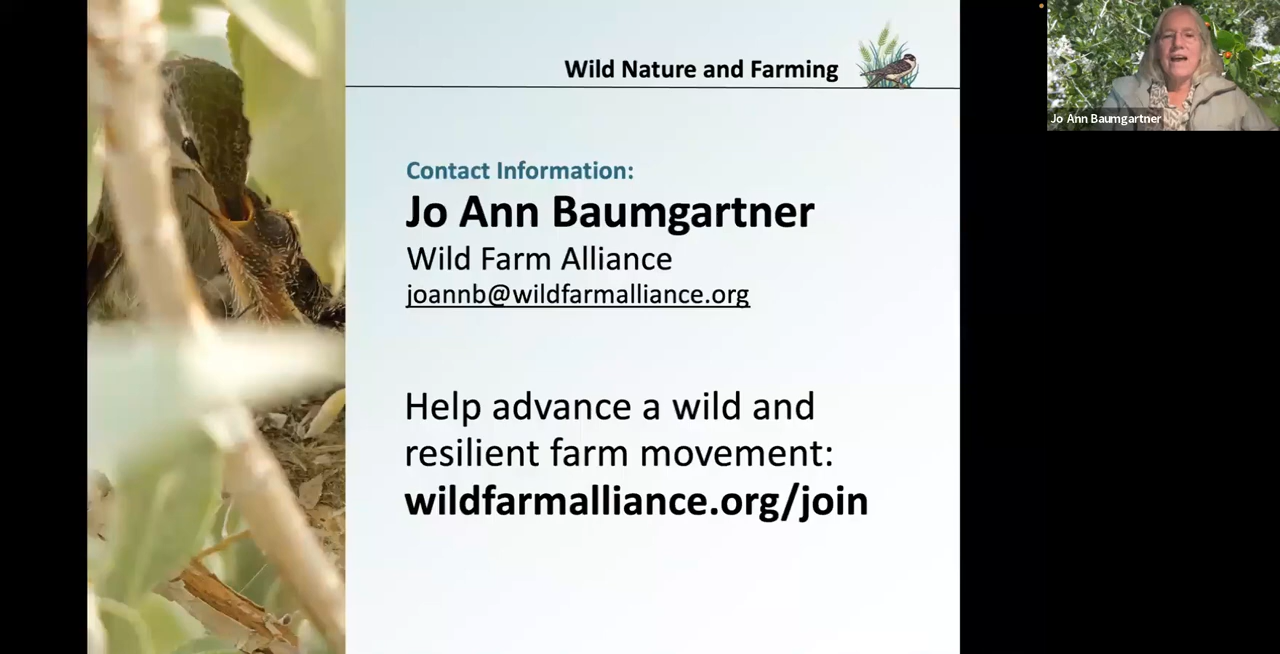 Wild Nature and Farming
Jo Ann Baumgartner
Contact Information:
Jo Ann Baumgartner
Wild Farm Alliance
joannb@wildfarmalliance.org
Help advance a wild and
resilient farm movement:
wildfarmalliance.org/join